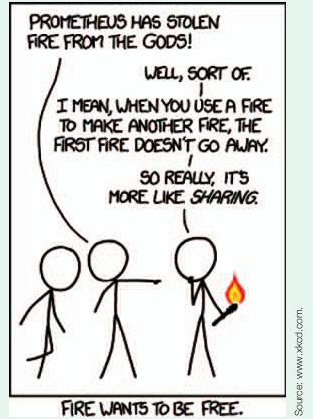 PROMETHEUS HAS STOLEN
FIRE FROM THE GODS!
WELL, SORT OF.
I MEAN, WHEN YOU USE A FIRE
TO MAKE ANOTHER FIRE, THE
FIRST FIRE DOESN'T GO AWAY.
SO REALLY, IT'S
MORE LIKE SHARING.
FIRE WANTS TO BE FREE.
Source: www.xkcd.com.